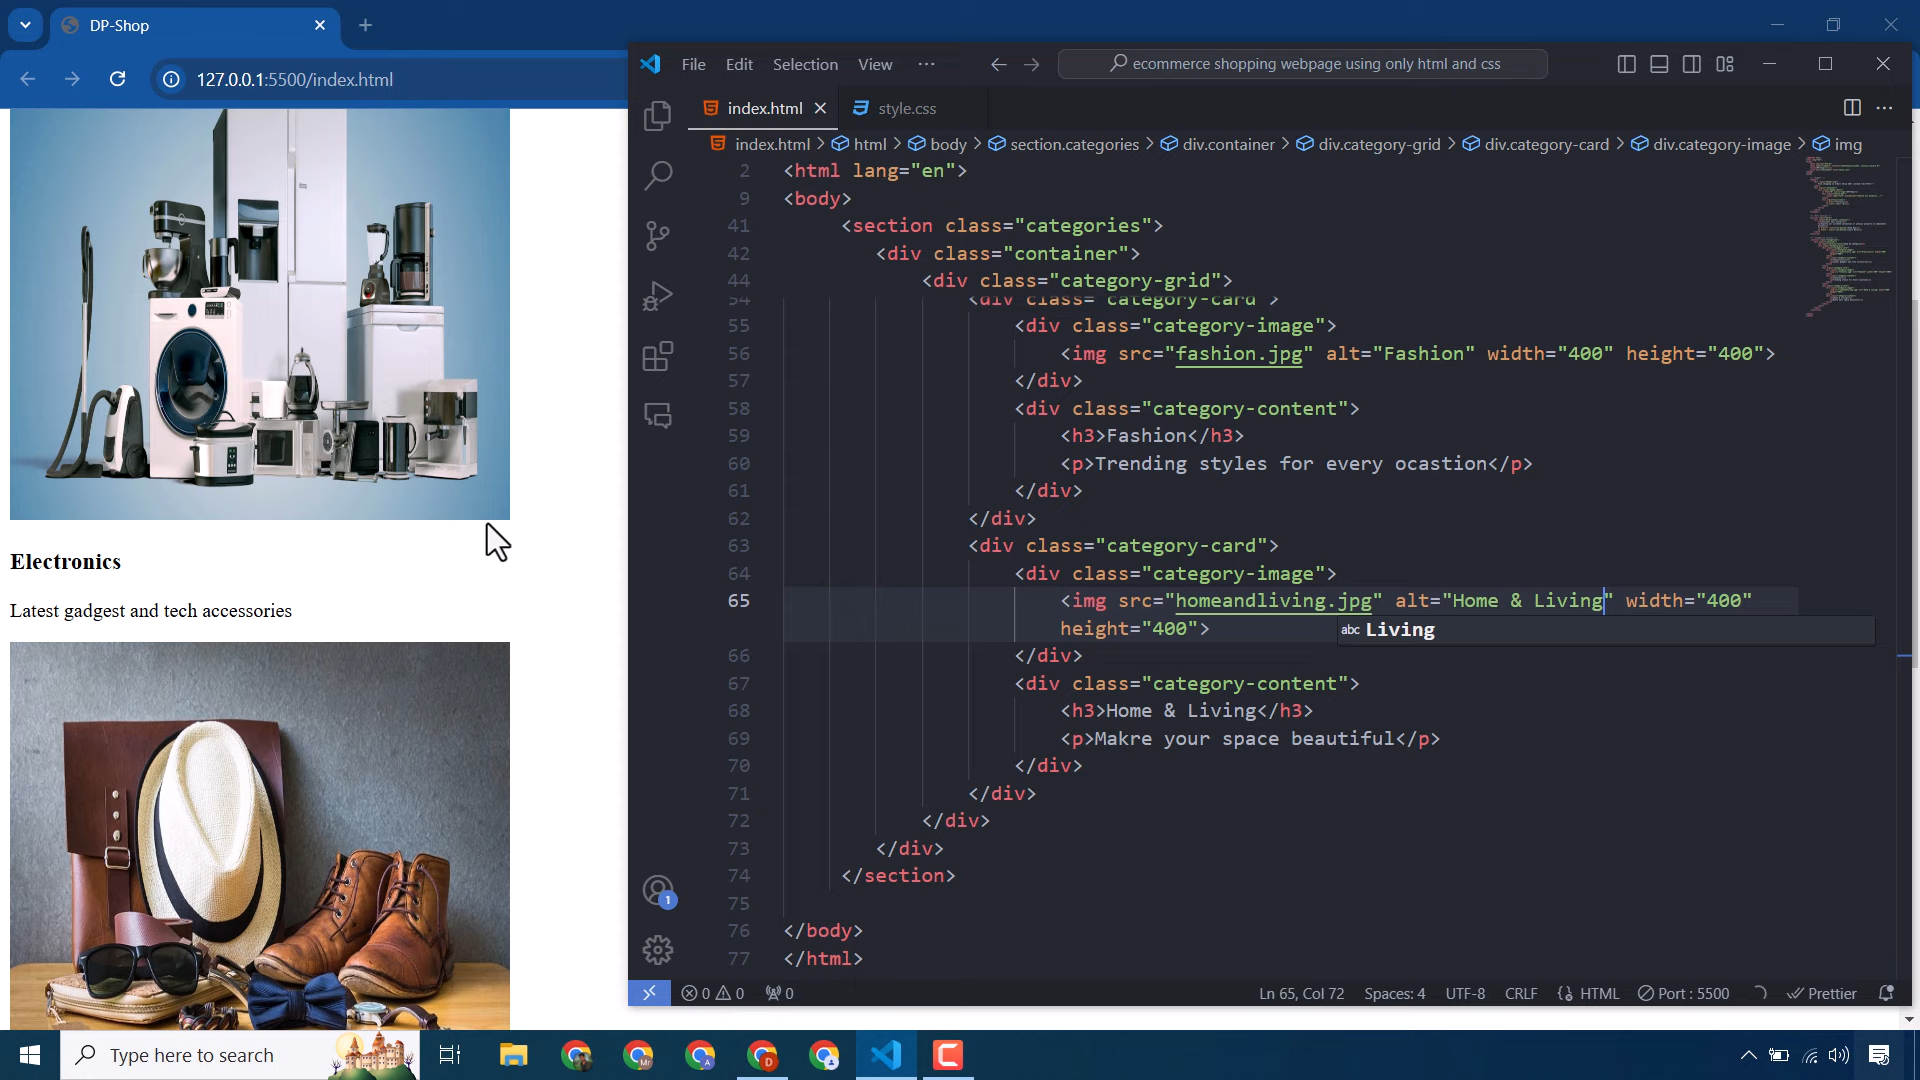 DP-Shop
127.0.0.1:5500/index.html
Electronics
Latest gadgest and tech accessories
File Edit Selection View ···
ecommerce shopping webpage using only html and css
index.html
style.css
index.html > html > body > section.categories > div.container > div.category-grid > div.category-card > div.category-image > img
2 <html lang="en">
9 <body>
41 <section class="categories">
42 <div class="container">
44 <div class="category-grid">
54 <div class="category-card">
55 <div class="category-image">
56 <img src="fashion.jpg" alt="Fashion" width="400" height="400">
57 </div>
58 <div class="category-content">
59 <h3>Fashion</h3>
60 <p>Trending styles for every ocastion</p>
61 </div>
62 </div>
63 <div class="category-card">
64 <div class="category-image">
65 <img src="homeandliving.jpg" alt="Home & Living" width="400"
height="400">
abc Living
66 </div>
67 <div class="category-content">
68 <h3>Home & Living</h3>
69 <p>Makre your space beautiful</p>
70 </div>
71 </div>
72 </div>
73 </div>
74 </section>
75
76 </body>
77 </html>
1
0 0 0
Ln 65, Col 72 Spaces: 4 UTF-8 CRLF {} HTML Port : 5500 Prettier
Type here to search